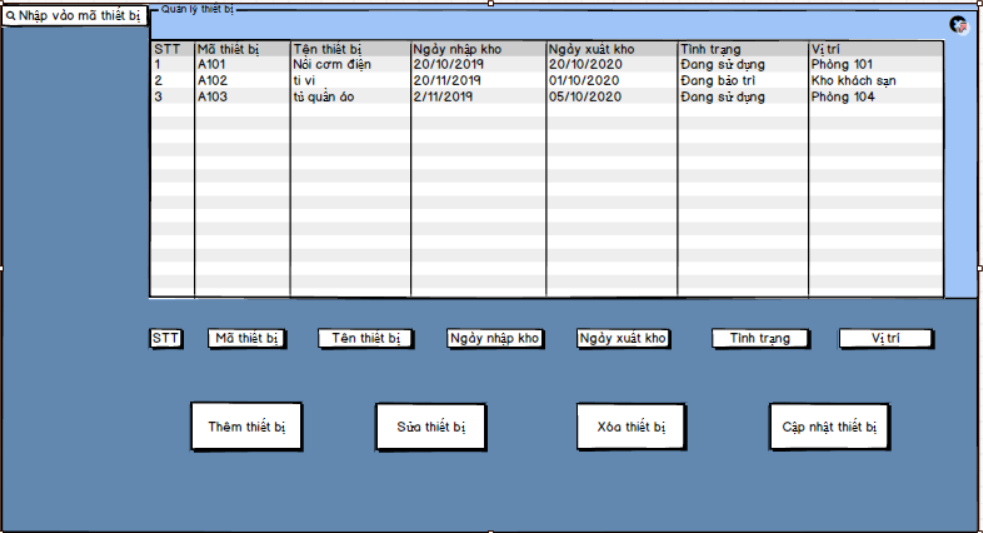 Nhập vào mã thiết bị
Quản lý thiết bị
STT Mã thiết bị Tên thiết bị Ngày nhập kho Ngày xuất kho Tình trạng Vị trí
1 A101 Nồi cơm điện 20/10/2019 20/10/2020 Đang sử dụng Phòng 101
2 A102 ti vi 20/11/2019 01/10/2020 Đang bảo trì Kho khách sạn
3 A103 tủ quần áo 2/11/2019 05/10/2020 Đang sử dụng Phòng 104
STT Mã thiết bị Tên thiết bị Ngày nhập kho Ngày xuất kho Tình trạng Vị trí
Thêm thiết bị Sửa thiết bị Xóa thiết bị Cập nhật thiết bị